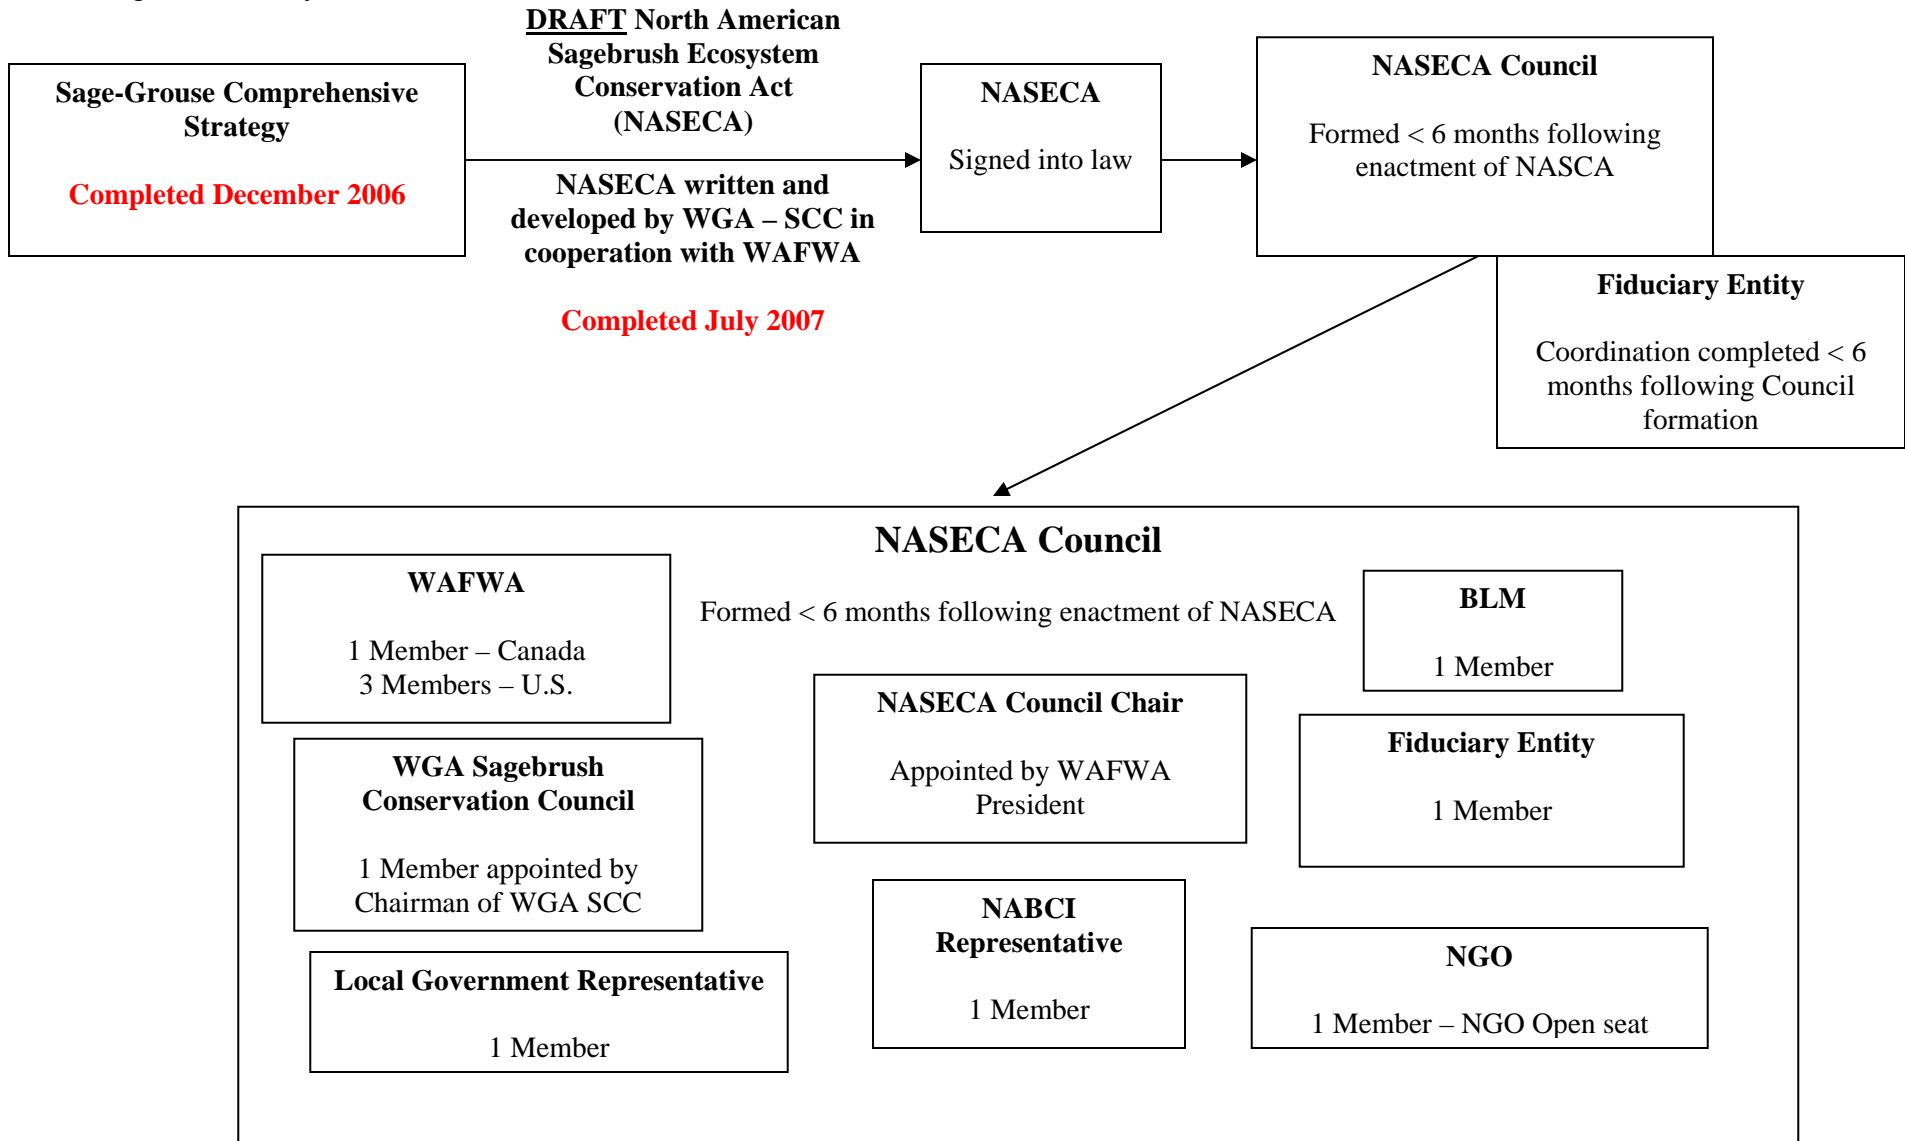 DRAFT North American
Sagebrush Ecosystem
Conservation Act
(NASECA)
Sage-Grouse Comprehensive
Strategy
Completed December 2006
NASECA written and
developed by WGA – SCC in
cooperation with WAFWA
Completed July 2007
NASECA
Signed into law
NASECA Council
Formed < 6 months following
enactment of NASCA
Fiduciary Entity
Coordination completed < 6
months following Council
formation
NASECA Council
Formed < 6 months following enactment of NASECA
WAFWA
1 Member – Canada
3 Members – U.S.
BLM
1 Member
NASECA Council Chair
Appointed by WAFWA
President
WGA Sagebrush
Conservation Council
1 Member appointed by
Chairman of WGA SCC
Fiduciary Entity
1 Member
Local Government Representative
1 Member
NABCI
Representative
1 Member
NGO
1 Member – NGO Open seat